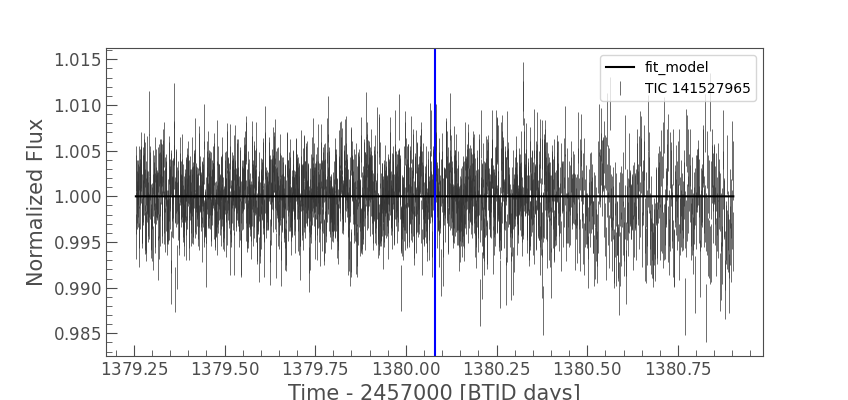 1.015
1.010
1.005
1.000
0.995
0.990
0.985
Normalized Flux
fit_model
TIC 141527965
1379.25 1379.50 1379.75 1380.00 1380.25 1380.50 1380.75
Time - 2457000 [BTJD days]